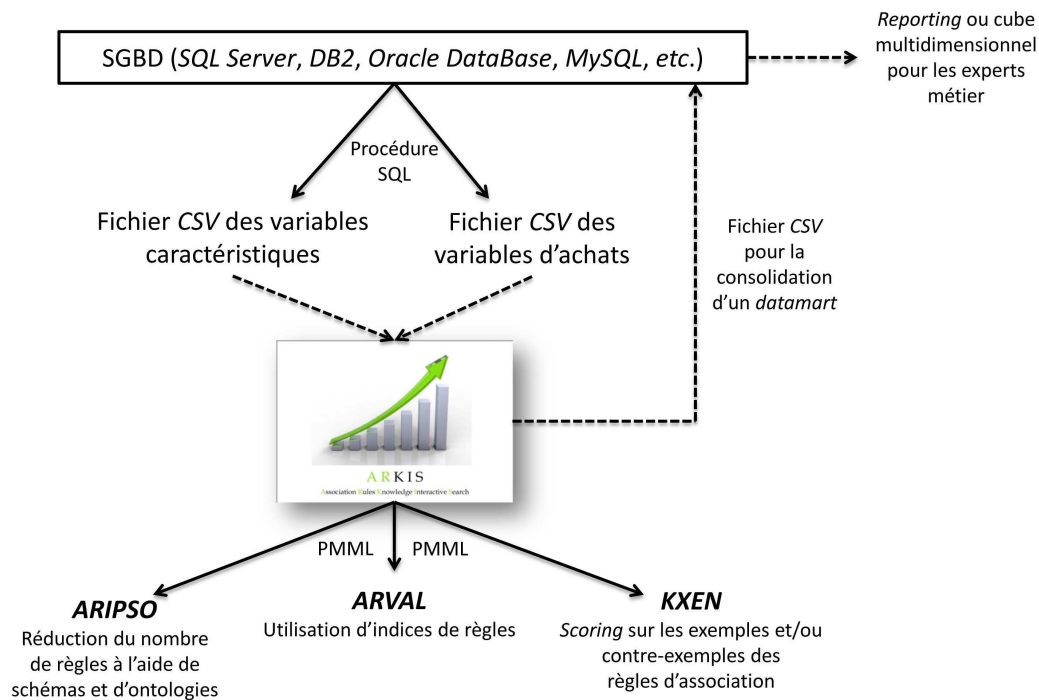 SGBD (SQL Server, DB2, Oracle DataBase, MySQL, etc.)
Reporting ou cube
multidimensionnel
pour les experts
métier
Procédure
SQL
Fichier CSV des variables
caractéristiques
Fichier CSV des
variables d’achats
Fichier CSV
pour la
consolidation
d’un datamart
ARKIS
Association Rules Knowledge Interactive Search
PMML
PMML
ARIPSO
Réduction du nombre
de règles à l’aide de
schémas et d’ontologies
ARVAL
Utilisation d’indices de règles
KXEN
Scoring sur les exemples et/ou
contre-exemples des
règles d’association